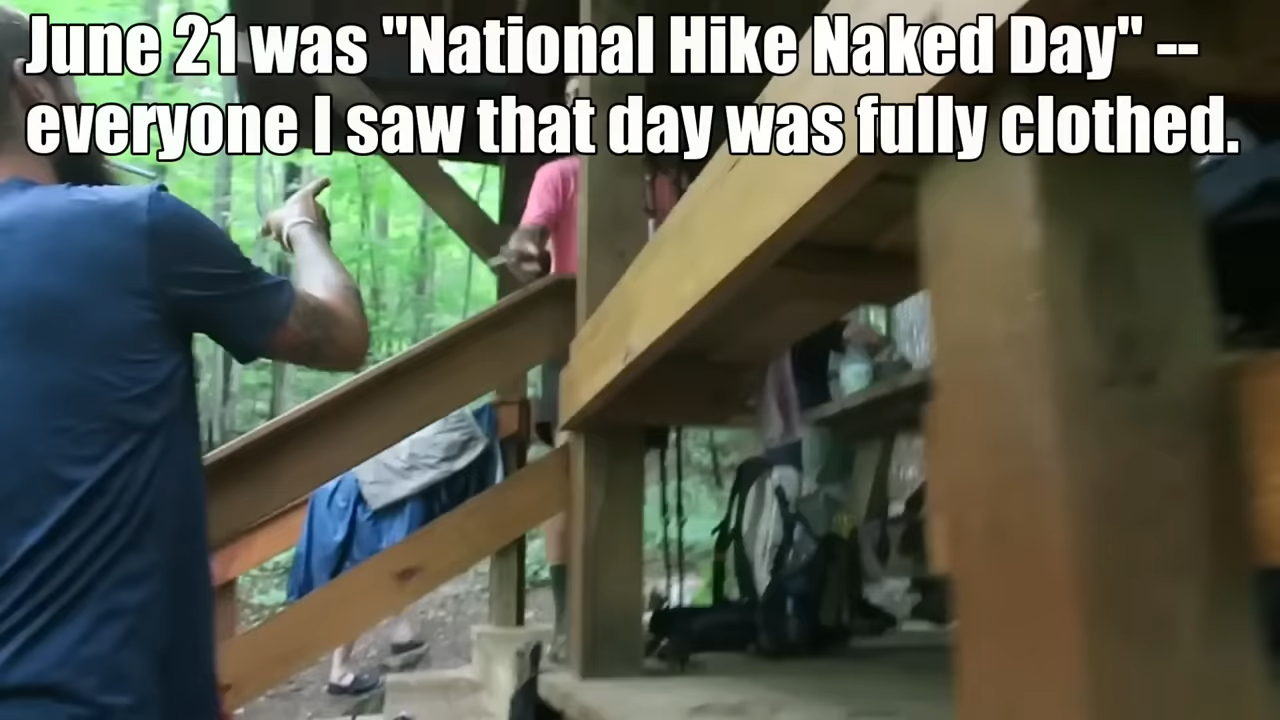 June 21 was "National Hike Naked Day" --
everyone I saw that day was fully clothed.